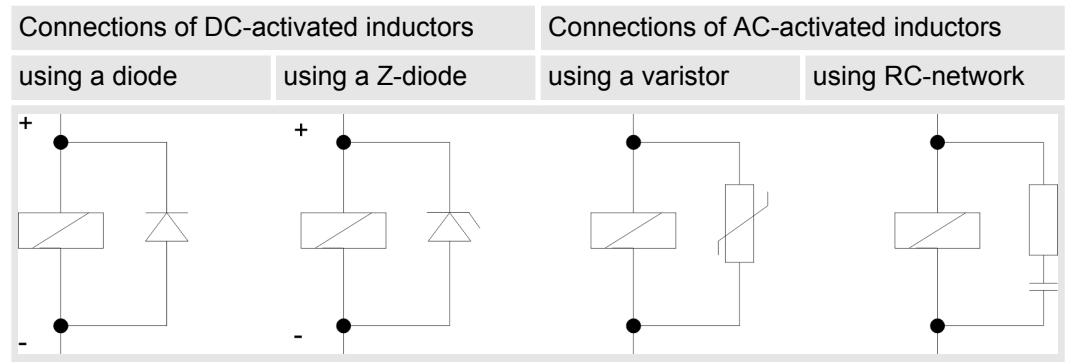 Connections of DC-activated inductors
Connections of AC-activated inductors
using a diode
using a Z-diode
using a varistor
using RC-network
+
+
-
-